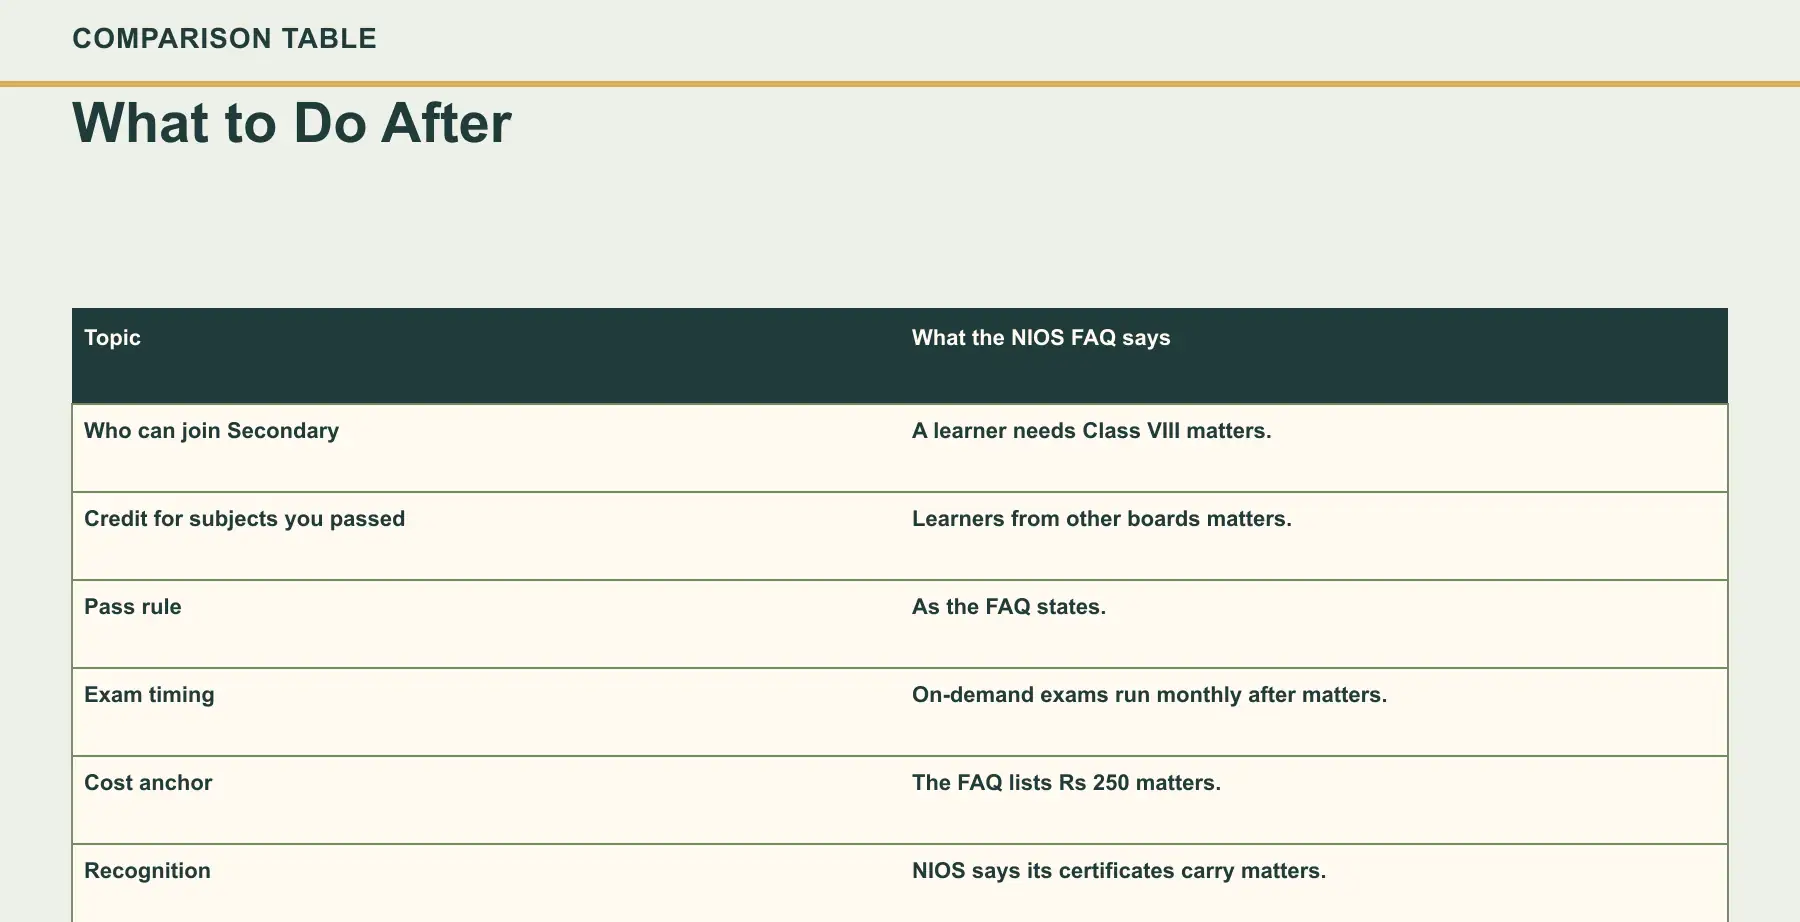 COMPARISON TABLE
What to Do After
Topic
What the NIOS FAQ says
Who can join Secondary
A learner needs Class VIII matters.
Credit for subjects you passed
Learners from other boards matters.
Pass rule
As the FAQ states.
Exam timing
On-demand exams run monthly after matters.
Cost anchor
The FAQ lists Rs 250 matters.
Recognition
NIOS says its certificates carry matters.